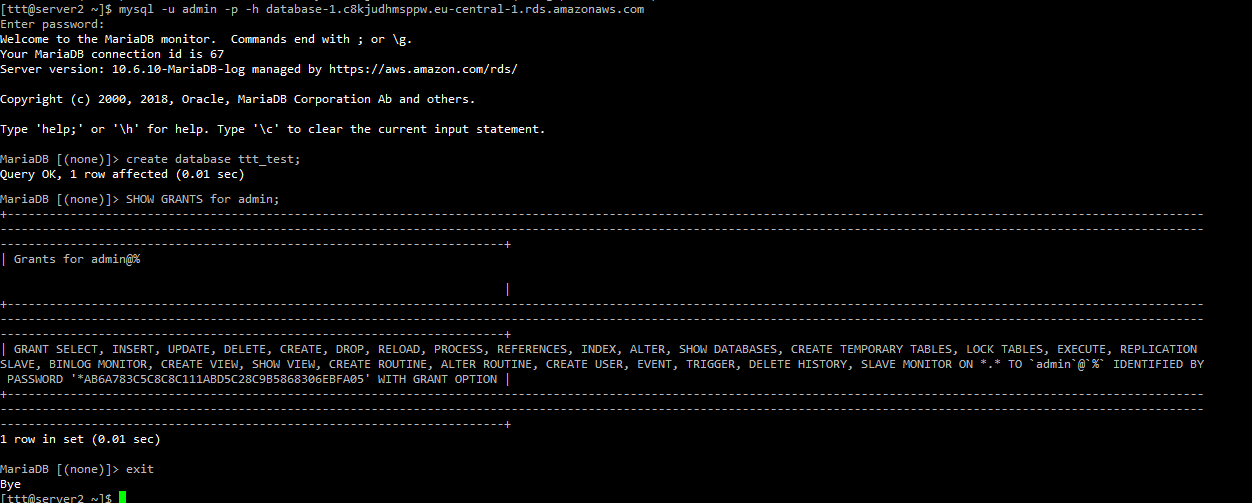 [ttt@server2 ~]$ mysql -u admin -p -h database-1.c8kjudhmsppw.eu-central-1.rds.amazonaws.com
Enter password:
Welcome to the MariaDB monitor.  Commands end with ; or \g.
Your MariaDB connection id is 67
Server version: 10.6.10-MariaDB-log managed by https://aws.amazon.com/rds/
Copyright (c) 2000, 2018, Oracle, MariaDB Corporation Ab and others.
Type 'help;' or '\h' for help. Type '\c' to clear the current input statement.
MariaDB [(none)]> create database ttt_test;
Query OK, 1 row affected (0.01 sec)
MariaDB [(none)]> SHOW GRANTS for admin;
| Grants for admin@%
|
| GRANT SELECT, INSERT, UPDATE, DELETE, CREATE, DROP, RELOAD, PROCESS, REFERENCES, INDEX, ALTER, SHOW DATABASES, CREATE TEMPORARY TABLES, LOCK TABLES, EXECUTE, REPLICATION
SLAVE, BINLOG MONITOR, CREATE VIEW, SHOW VIEW, CREATE ROUTINE, ALTER ROUTINE, CREATE USER, EVENT, TRIGGER, DELETE HISTORY, SLAVE MONITOR ON *.* TO `admin`@`%` IDENTIFIED BY
PASSWORD '*AB6A783C5C8C8C111ABD5C28C9B5868306EBFA05' WITH GRANT OPTION |
1 row in set (0.01 sec)
MariaDB [(none)]> exit
Bye
[ttt@server2 ~]$